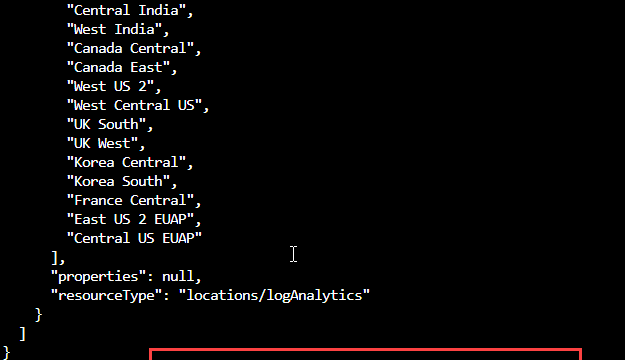 "Central India",
"West India",
"Canada Central",
"Canada East",
"West US 2",
"West Central US",
"UK South",
"UK West",
"Korea Central",
"Korea South",
"France Central",
"East US 2 EUAP",
"Central US EUAP"
],
"properties": null,
"resourceType": "locations/logAnalytics"
}
]
}